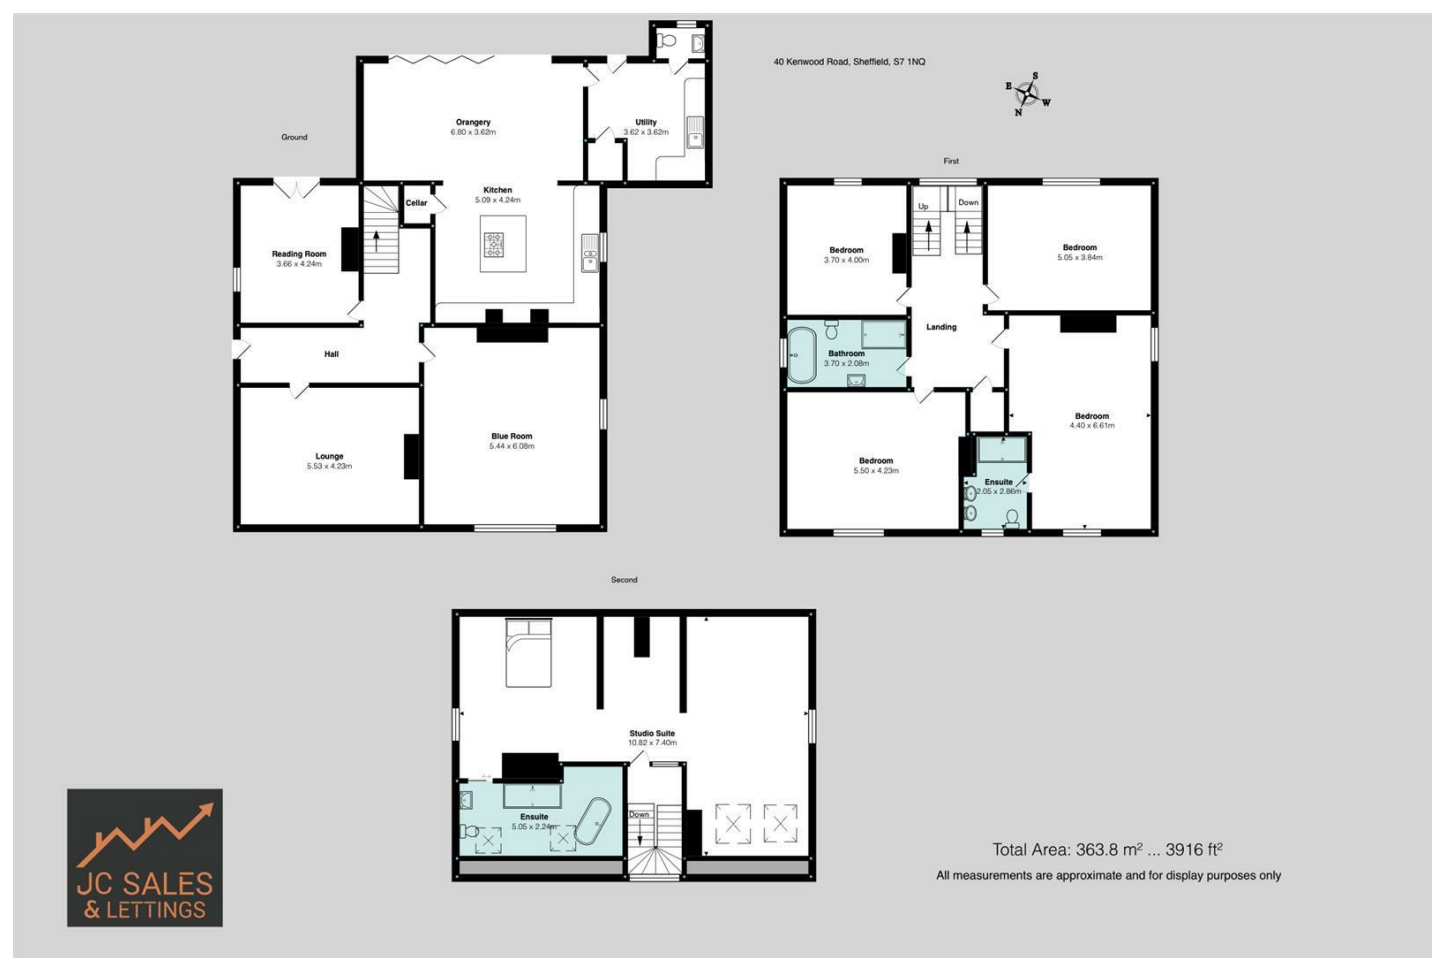 40 Kenwood Road, Sheffield, S7 1NQ
S
E
W
N
Ground
Orangery
6.80 x 3.62m
Utility
3.62 x 3.62m
Kitchen
5.09 x 4.24m
Cellar
Reading Room
3.66 x 4.24m
Hall
Lounge
5.53 x 4.23m
Blue Room
5.44 x 6.08m
First
Up
Down
Bedroom
3.70 x 4.00m
Bedroom
5.05 x 3.84m
Landing
Bathroom
3.70 x 2.08m
Bedroom
4.40 x 6.61m
Bedroom
5.50 x 4.23m
Ensuite
2.05 x 2.86m
Second
Studio Suite
10.82 x 7.40m
Ensuite
5.05 x 2.24m
Down
JC SALES
& LETTINGS
Total Area: 363.8 m² ... 3916 ft²
All measurements are approximate and for display purposes only